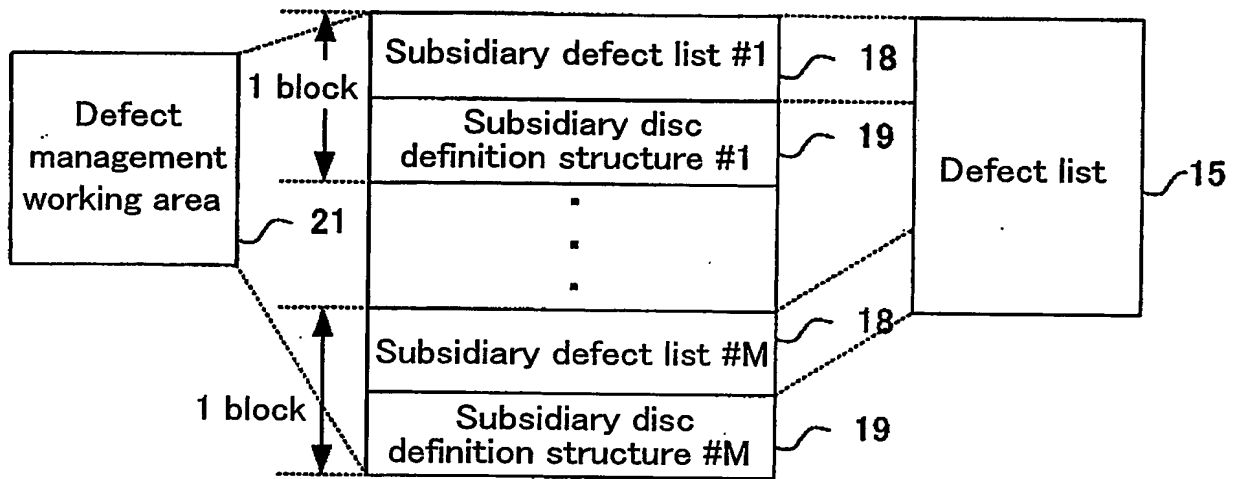 Defect
management
working area
21
1 block
Subsidiary defect list #1
18
Subsidiary disc
definition structure #1
19
Defect list
15
1 block
Subsidiary defect list #M
18
Subsidiary disc
definition structure #M
19